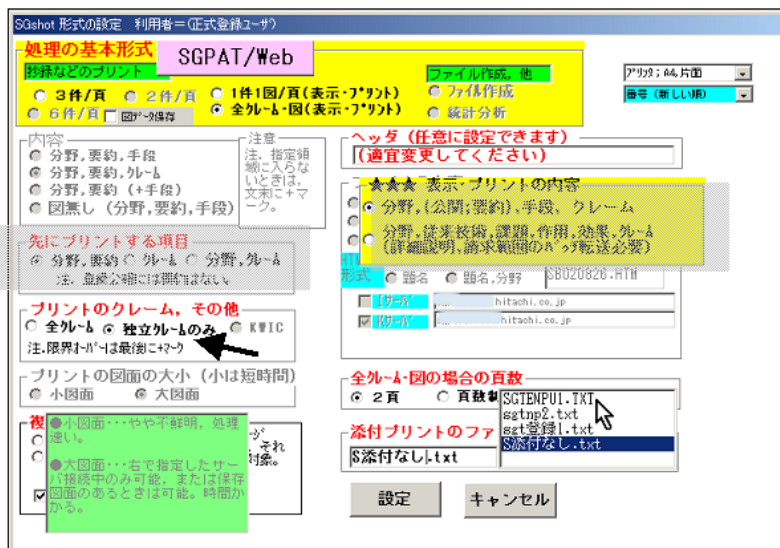 SGshot 形式の設定 利用者＝(正式登録ユーザ)
処理の基本形式
SGPAT/Web
抄録などのプリント
ファイル作成, 他
プリンタ；A4, 片面
３件/頁
２件/頁
１件１図/頁（表示・プリント）
ファイル作成
番号（新しい順）
６件/頁
図データ保存
全クレーム・図（表示・プリント）
統計分析
内容
分野, 要約, 手段
分野, 要約, クレーム
分野, 要約（＋手段）
図無し（分野, 要約, 手段）
注意
注．指定領
域に入らな
いときは，
文末に＋マ
ーク。
ヘッダ（任意に設定できます）
(適宜変更してください)
★★★ 表示・プリントの内容
分野,(公開;要約),手段、クレーム
分野, 従来技術, 課題, 作用, 効果, クレーム
(詳細説明、請求範囲のバック転送必要)
先にプリントする項目
分野, 要約
クレーム
分野, クレーム
注．登録公報には要約はない。
形式
題名
題名, 分野
SB020826.HTM
Iサーバ
hitachi.co.jp
Kサーバ
hitachi.co.jp
プリントのクレーム, その他
全クレーム
独立クレームのみ
KWIC
注.限界オーバーは最後に+マーク
プリントの図面の大小（小は短時間）
小図面
大図面
全クレーム・図の場合の頁数
２頁
頁数
SGTENPU1.TXT
sgtnp2.txt
sgt登録1.txt
S添付なし.txt
添付プリントのファ
S添付なし.txt
複
●小図面・・・やや不鮮明, 処理
速い。
●大図面・・・右で指定したサー
バ接続中のみ可能, または保存
図面のあるときは可能。時間か
かる。
それ
対象。
設定
キャンセル